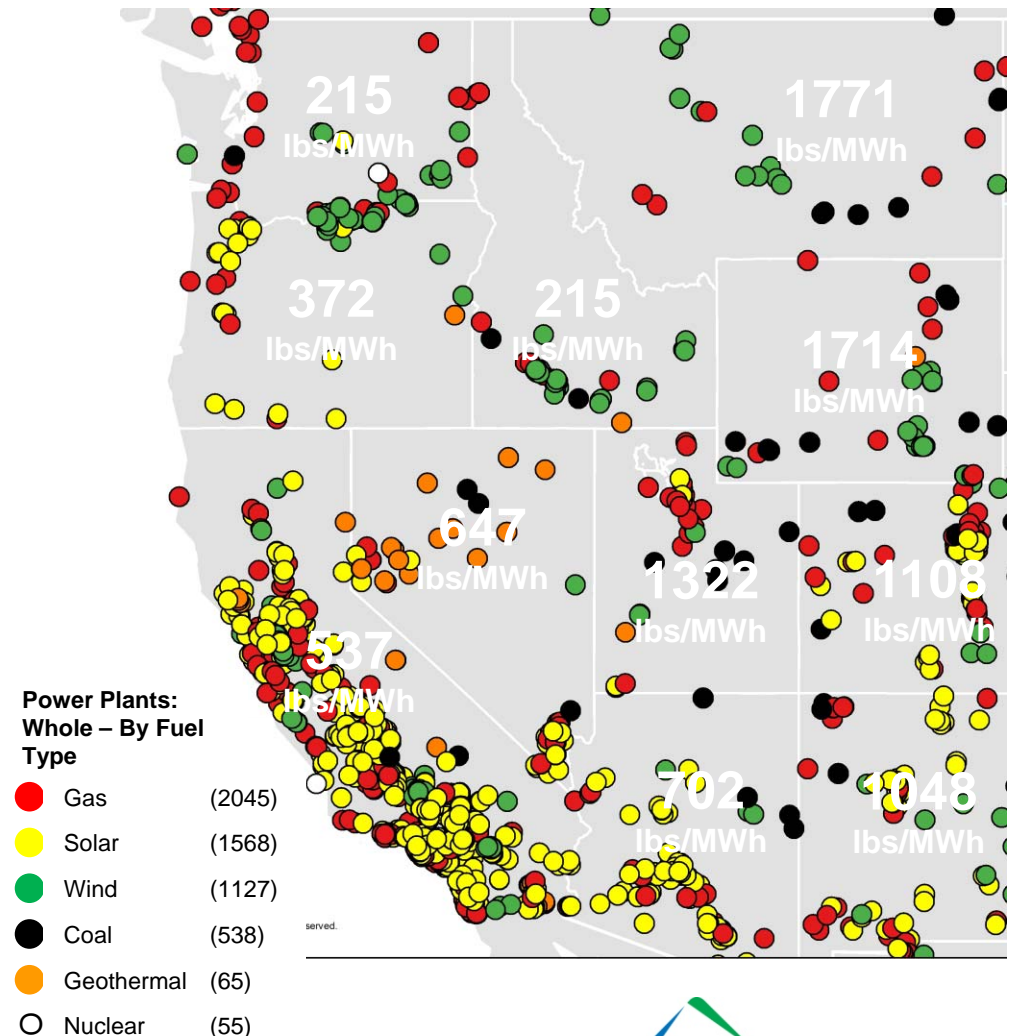 215
lbs/MWh
1771
lbs/MWh
372
lbs/MWh
215
lbs/MWh
1714
lbs/MWh
647
lbs/MWh
1322
lbs/MWh
1108
lbs/MWh
537
lbs/MWh
702
lbs/MWh
1048
lbs/MWh
Power Plants:
Whole – By Fuel
Type
Gas (2045)
Solar (1568)
Wind (1127)
Coal (538)
Geothermal (65)
Nuclear (55)
served.